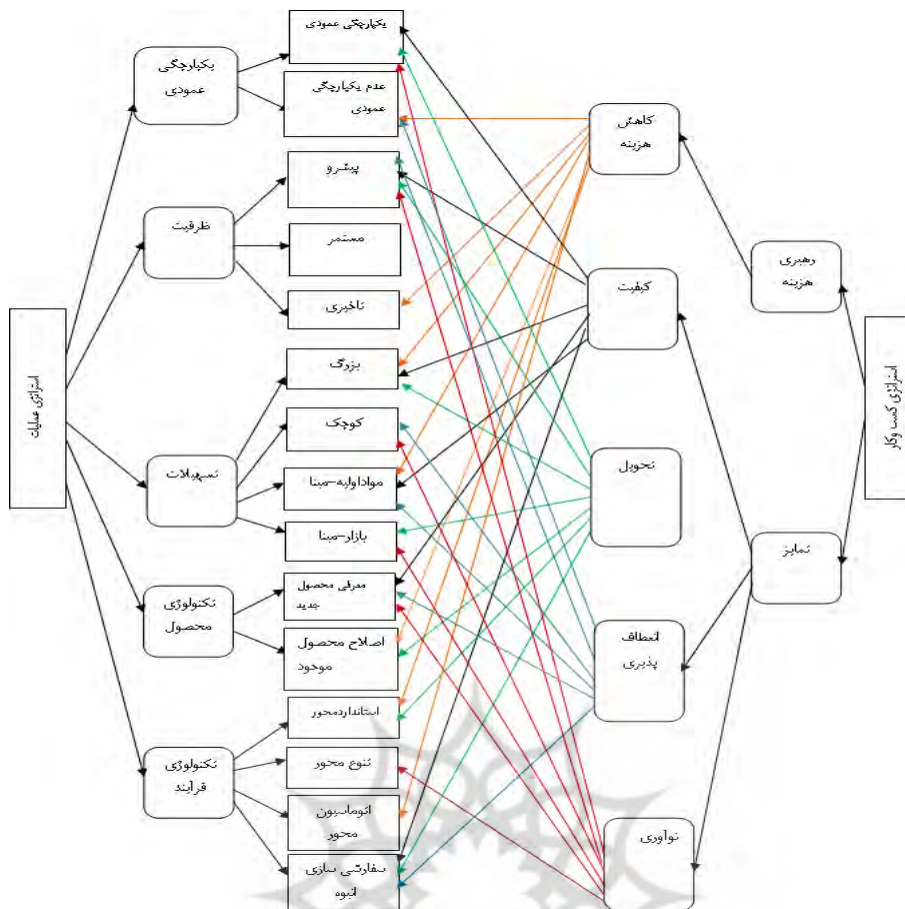 استراتژی کسب وکار
رهبری
هزینه
تمایز
کاهش
هزینه
کیفیت
تحویل
انعطاف
پذیری
نوآوری
یکپارچگی عمودی
عدم یکپارچگی
عمودی
پیشرو
مستمر
تاخیری
بزرگ
کوچک
مواداولیه-مبنا
بازار-مبنا
معرفی محصول
جدید
اصلاح محصول
موجود
استانداردمحور
تنوع محور
اتوماسیون
محور
سفارشی سازی
انبوه
یکپارچگی
عمودی
ظرفیت
تسهیلات
تکنولوژی
محصول
تکنولوژی
فرآیند
استراتژی عملیات